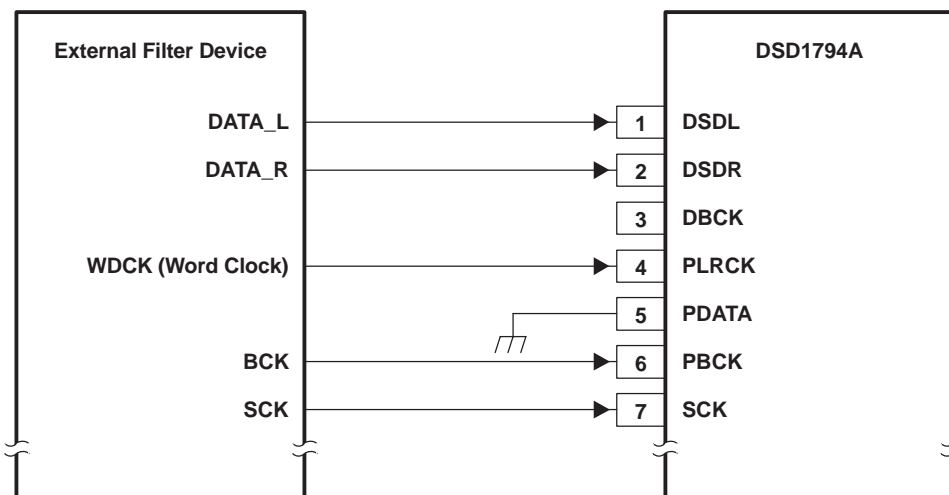 External Filter Device
DSD1794A
DATA_L
1
DSDL
DATA_R
2
DSDR
3
DBCK
WDCK (Word Clock)
4
PLRCK
5
PDATA
BCK
6
PBCK
SCK
7
SCK